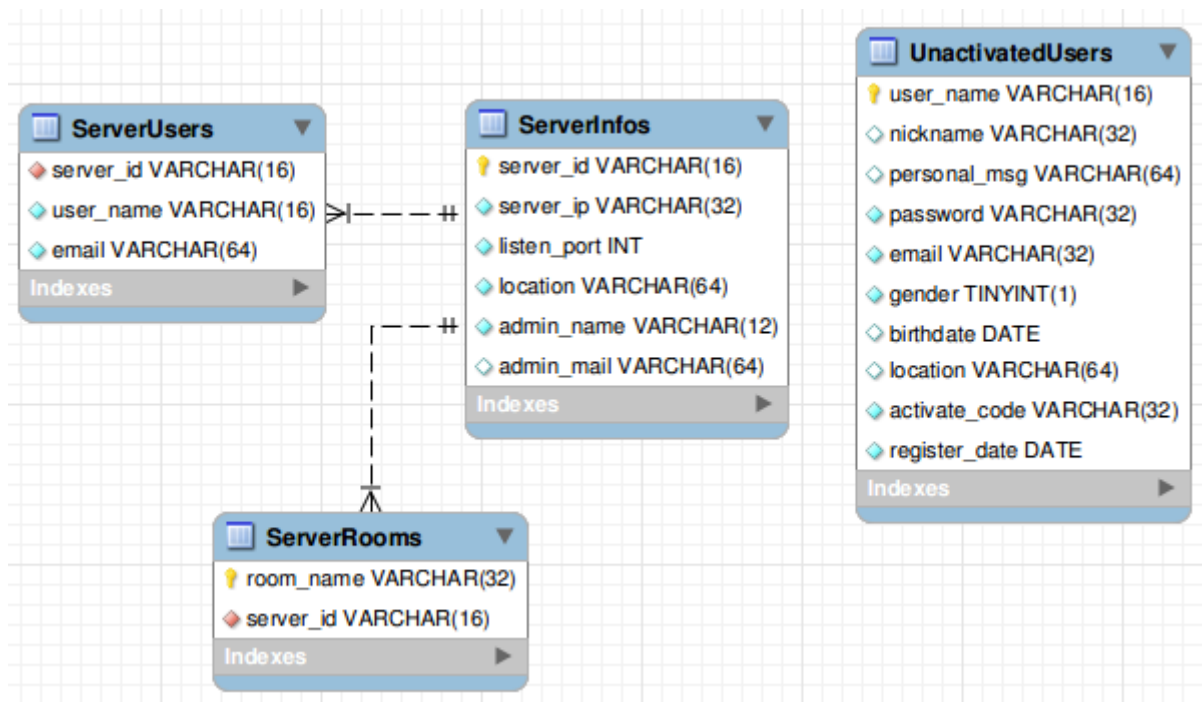 ServerUsers
server_id VARCHAR(16)
user_name VARCHAR(16)
email VARCHAR(64)
Indexes
ServerInfos
server_id VARCHAR(16)
server_ip VARCHAR(32)
listen_port INT
location VARCHAR(64)
admin_name VARCHAR(12)
admin_mail VARCHAR(64)
Indexes
UnactivatedUsers
user_name VARCHAR(16)
nickname VARCHAR(32)
personal_msg VARCHAR(64)
password VARCHAR(32)
email VARCHAR(32)
gender TINYINT(1)
birthdate DATE
location VARCHAR(64)
activate_code VARCHAR(32)
register_date DATE
Indexes
ServerRooms
room_name VARCHAR(32)
server_id VARCHAR(16)
Indexes